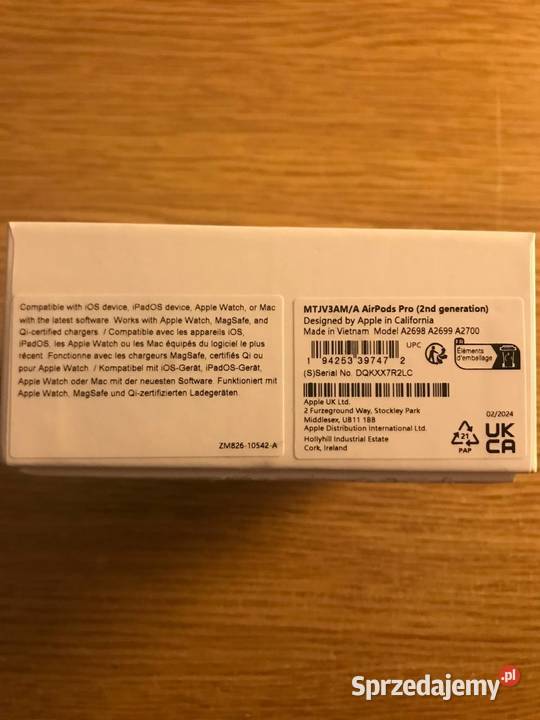 Compatible with iOS device, iPadOS device, Apple Watch, or Mac
with the latest software. Works with Apple Watch, MagSafe, and
Qi-certified chargers. / Compatible avec les appareils iOS,
iPadOS, les Apple Watch ou les Mac équipés du logiciel le plus
récent. Fonctionne avec les chargeurs MagSafe, certifiés Qi ou
pour Apple Watch / Kompatibel mit iOS-Gerät, iPadOS-Gerät,
Apple Watch oder Mac mit der neuesten Software. Funktioniert mit
Apple Watch, MagSafe und Qi-zertifizierten Ladegeräten.
ZM826-10542-A
MTJV3AM/A AirPods Pro (2nd generation)
Designed by Apple in California
Made in Vietnam Model A2698 A2699 A2700
UPC
1 94253 39747 2
FR
Éléments
d'emballage
(S)Serial No. DQKXX7R2LC
Apple UK Ltd.
2 Furzeground Way, Stockley Park
Middlesex, UB11 1BB
Apple Distribution International Ltd.
Hollyhill Industrial Estate
Cork, Ireland
02/2024
21
PAP
UK
CA
Sprzedajemy.pl